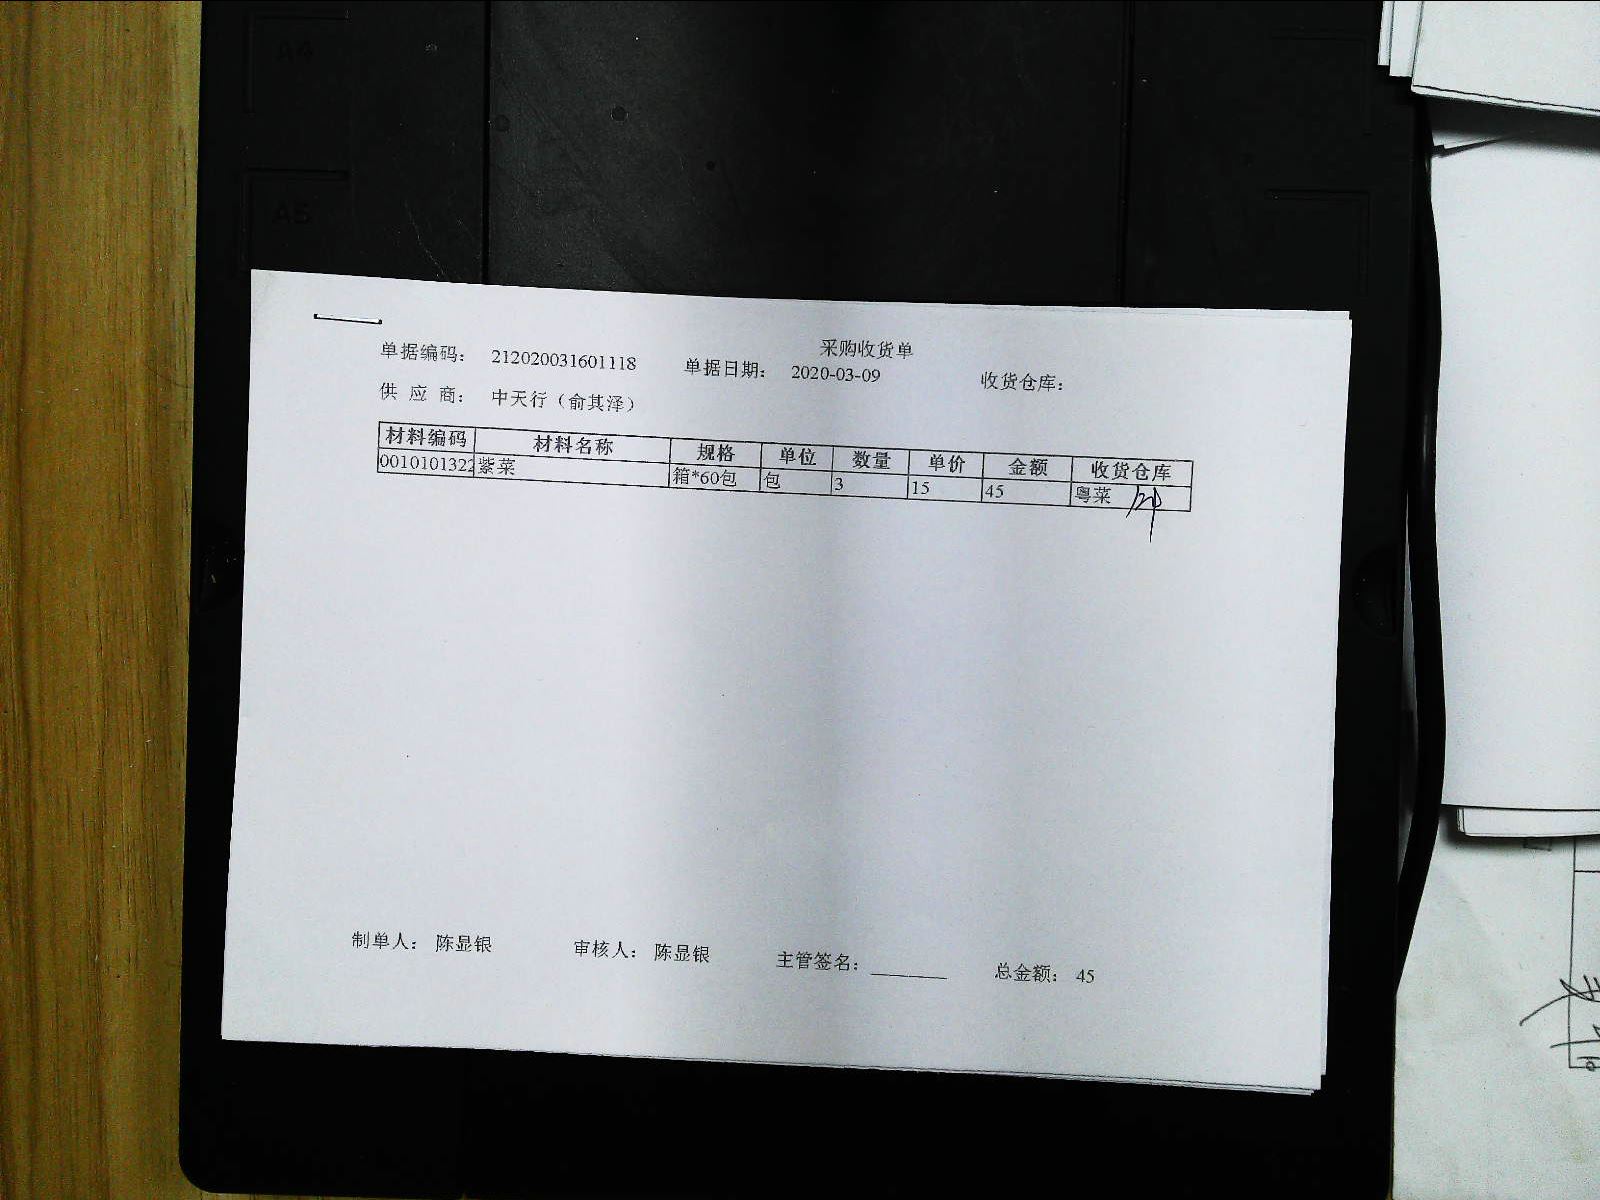 A4
A5
采购收货单
单据编码: 212020031601118 单据日期: 2020-03-09 收货仓库:
供 应 商: 中天行（俞其泽）
材料编码 材料名称 规格 单位 数量 单价 金额 收货仓库
0010101322 紫菜 箱*60包 包 3 15 45 粤菜
制单人: 陈显银 审核人: 陈显银 主管签名: 总金额: 45